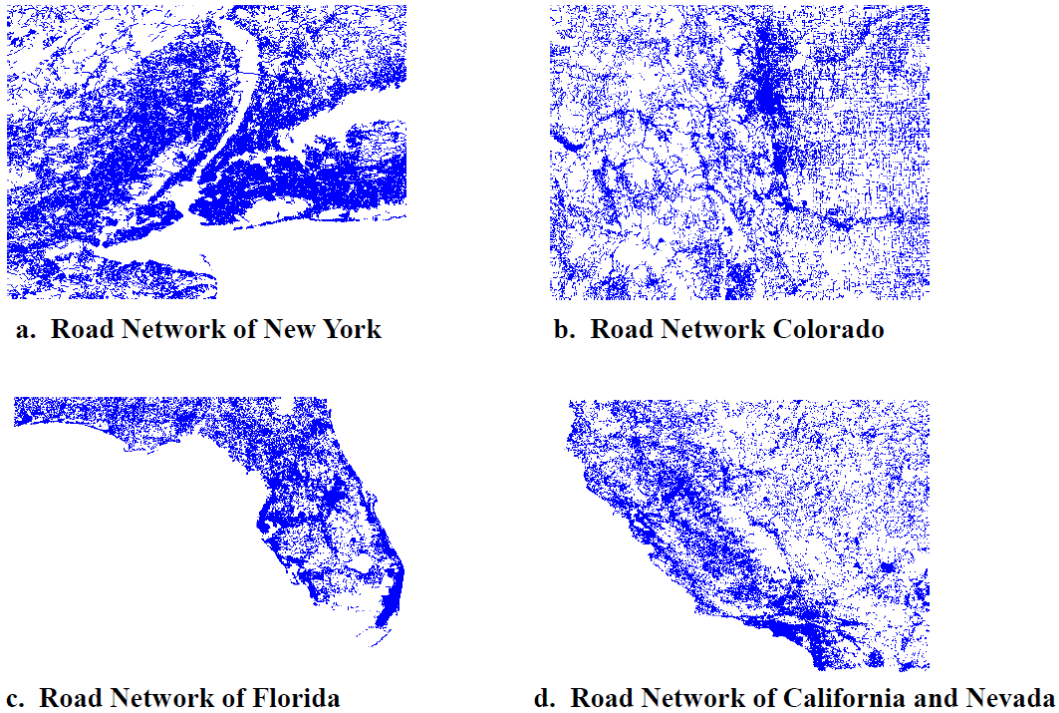 a. Road Network of New York
b. Road Network Colorado
c. Road Network of Florida
d. Road Network of California and Nevada